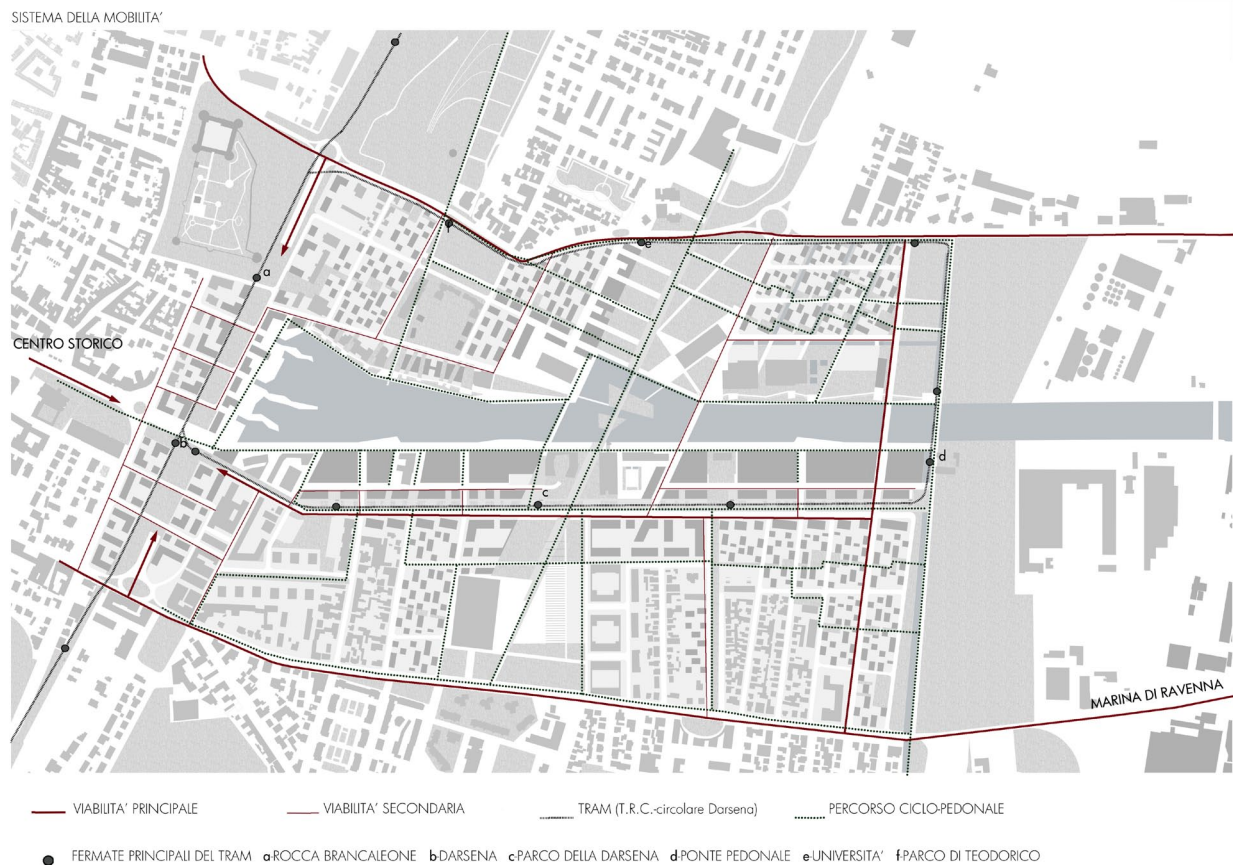 SISTEMA DELLA MOBILITA'
f
e
a
CENTRO STORICO
b
d
c
MARINA DI RAVENNA
VIABILITA' PRINCIPALE VIABILITA' SECONDARIA TRAM (T.R.C.-circolare Darsena) PERCORSO CICLO-PEDONALE
FERMATE PRINCIPALI DEL TRAM a-ROCCA BRANCALEONE b-DARSENA c-PARCO DELLA DARSENA d-PONTE PEDONALE e-UNIVERSITA' f-PARCO DI TEODORICO